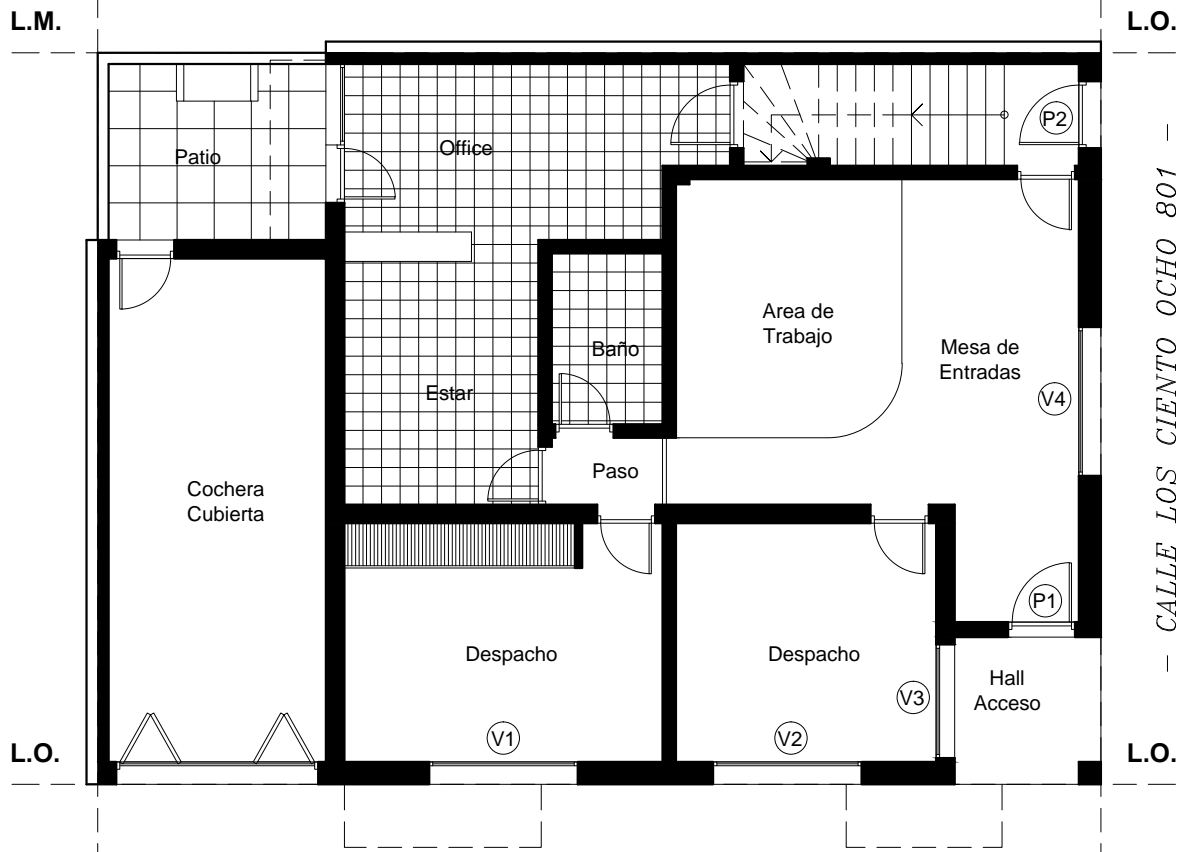 L.M.
L.O.
P2
Patio
Office
Area de
Trabajo
Mesa de
Entradas
Baño
Estar
V4
Paso
Cochera
Cubierta
P1
Despacho
Despacho
Hall
Acceso
V3
V1
V2
L.O.
L.O.
- CALLE LOS CIENTO OCHO 801 -